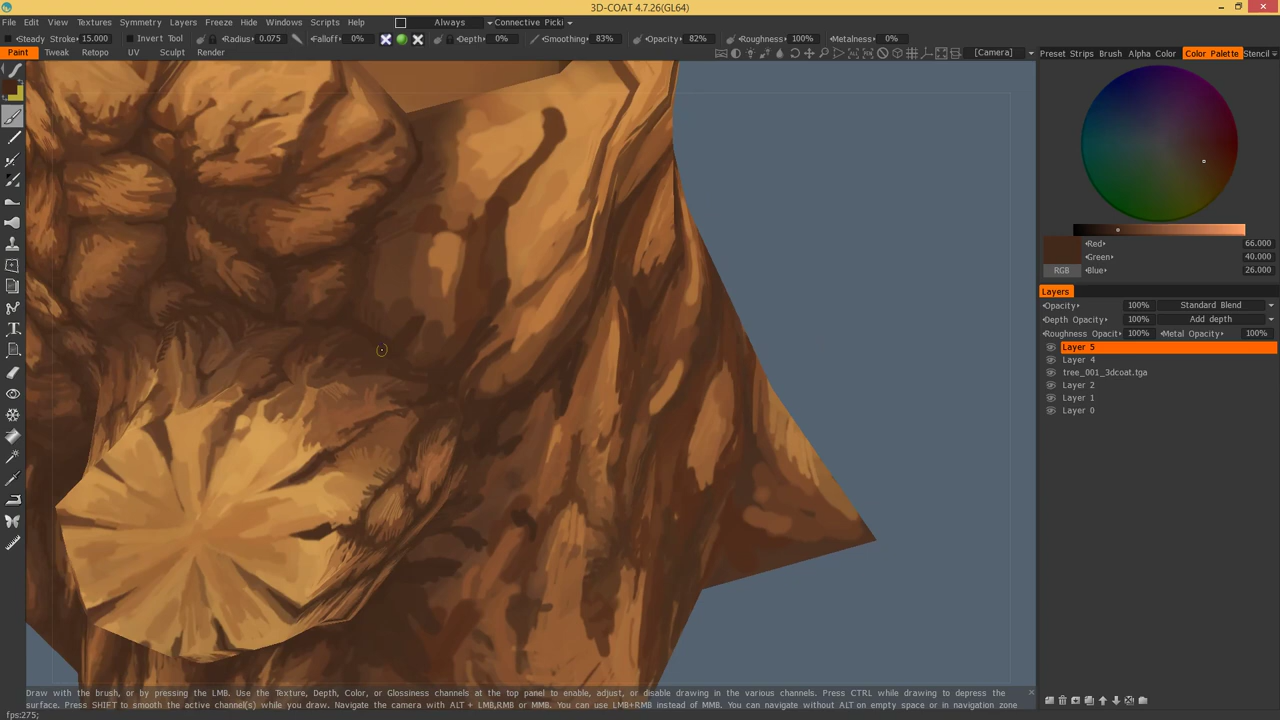 3D-COAT 4.7.26(GL64)
File Edit View Textures Symmetry Layers Freeze Hide Windows Scripts Help Always Connective Picki
Steady Stroke 15.000 Invert Tool Radius 0.075 Falloff 0% Depth 0% Smoothing 83% Opacity 82% Roughness 100% Metalness 0%
Paint Tweak Retopo UV Sculpt Render [Camera] Preset Strips Brush Alpha Color Color Palette Stencil
Red 66.000
Green 40.000
RGB Blue 26.000
Layers
Opacity 100% Standard Blend
Depth Opacity 100% Add depth
Roughness Opacit 100% Metal Opacity 100%
Layer 5
Layer 4
tree_001_3dcoat.tga
Layer 2
Layer 1
Layer 0
Draw with the brush, or by pressing the LMB. Use the Texture, Depth, Color, or Glossiness channels at the top panel to enable, adjust, or disable drawing in the various channels. Press CTRL while drawing to depress the
surface. Press SHIFT to smooth the active channel(s) while you draw. Navigate the camera with ALT + LMB,RMB or MMB. You can use LMB+RMB instead of MMB. You can navigate without ALT on empty space or in navigation zone
fps:275;